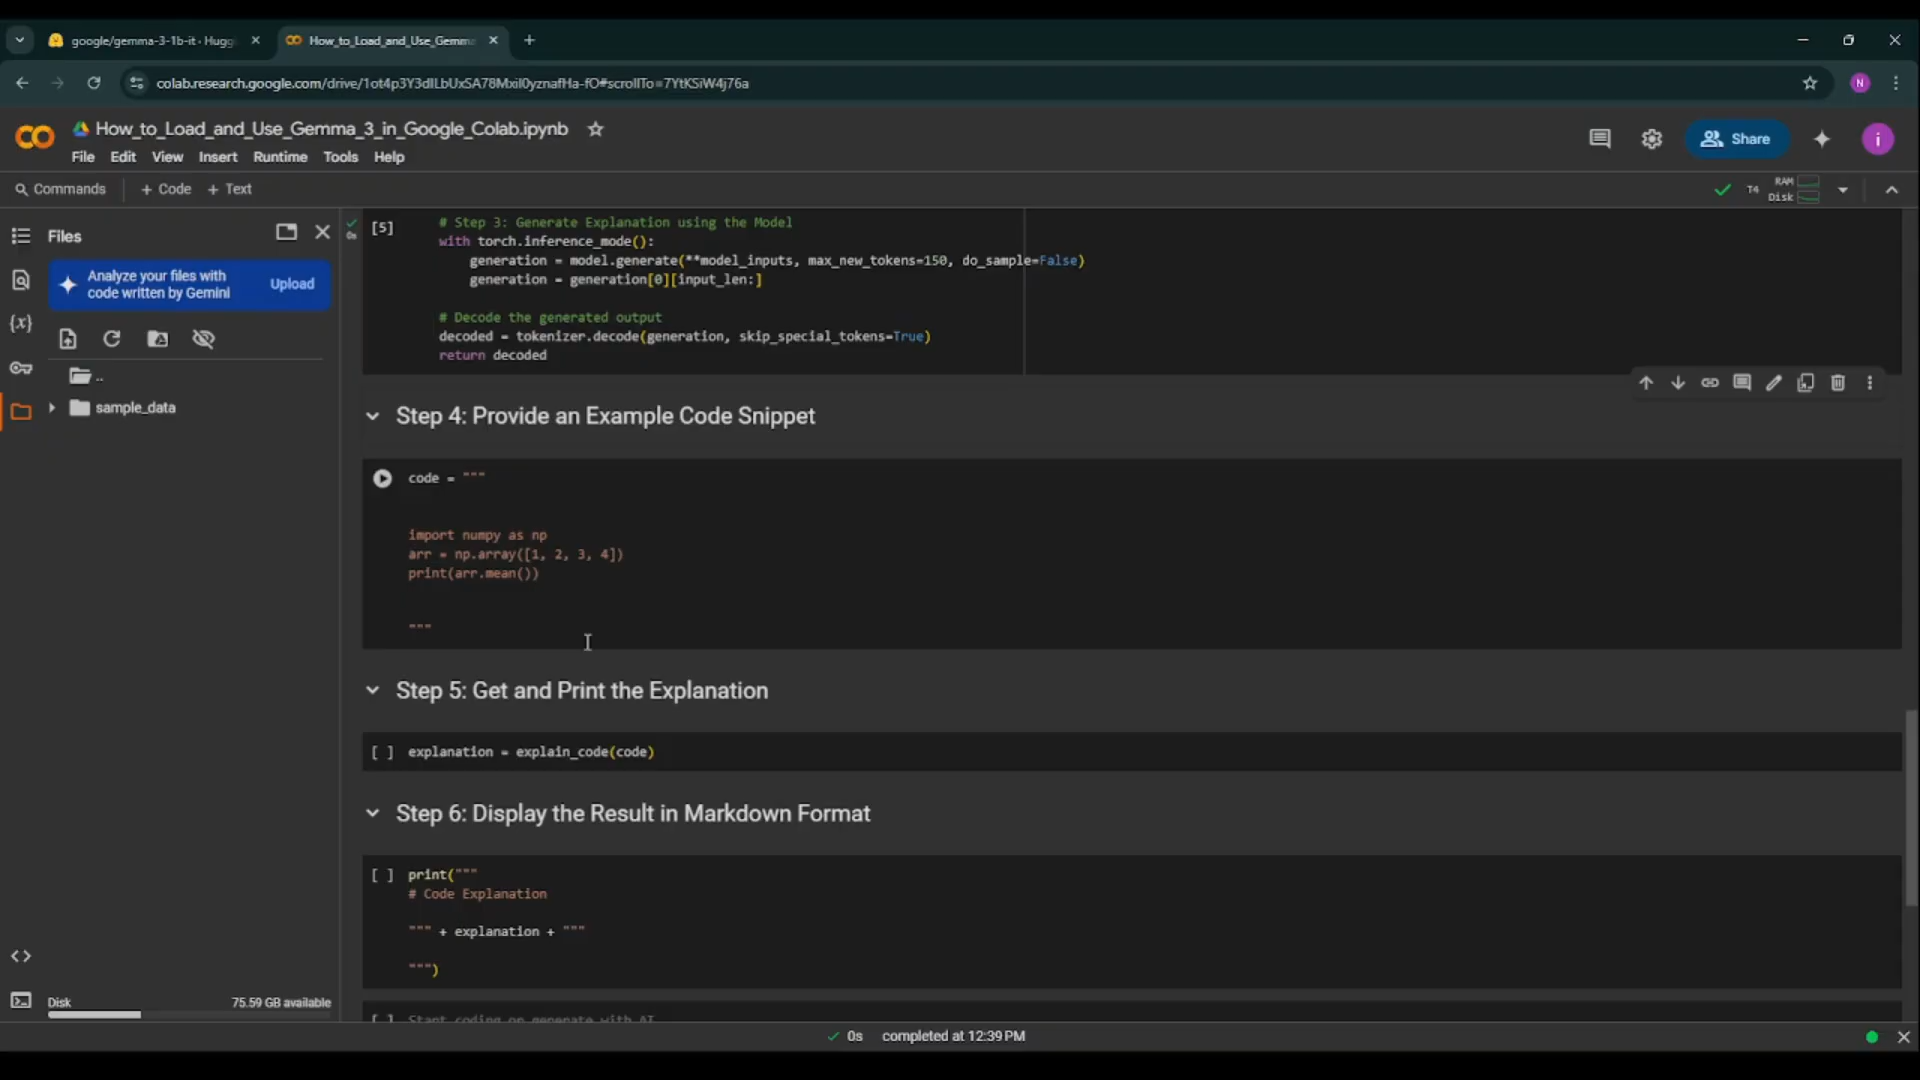 google/gemma-3-1b-it · Hugg
How_to_Load_and_Use_Gemma
colab.research.google.com/drive/1ot4p3Y3dILbUxSA78Mxil0yznafHa-fO#scrollTo=7YtKSiW4j76a
N
How_to_Load_and_Use_Gemma_3_in_Google_Colab.ipynb
File Edit View Insert Runtime Tools Help
Share
i
Commands + Code + Text
T4 RAM
Disk
Files
Analyze your files with
code written by Gemini
Upload
..
sample_data
Disk 75.59 GB available
[5]
0s
# Step 3: Generate Explanation using the Model
with torch.inference_mode():
generation = model.generate(**model_inputs, max_new_tokens=150, do_sample=False)
generation = generation[0][input_len:]
# Decode the generated output
decoded = tokenizer.decode(generation, skip_special_tokens=True)
return decoded
Step 4: Provide an Example Code Snippet
code = """
import numpy as np
arr = np.array([1, 2, 3, 4])
print(arr.mean())
"""
Step 5: Get and Print the Explanation
[ ] explanation = explain_code(code)
Step 6: Display the Result in Markdown Format
[ ] print("""
# Code Explanation
""" + explanation + """
""")
[ ] Start coding or generate with AI
0s completed at 12:39 PM